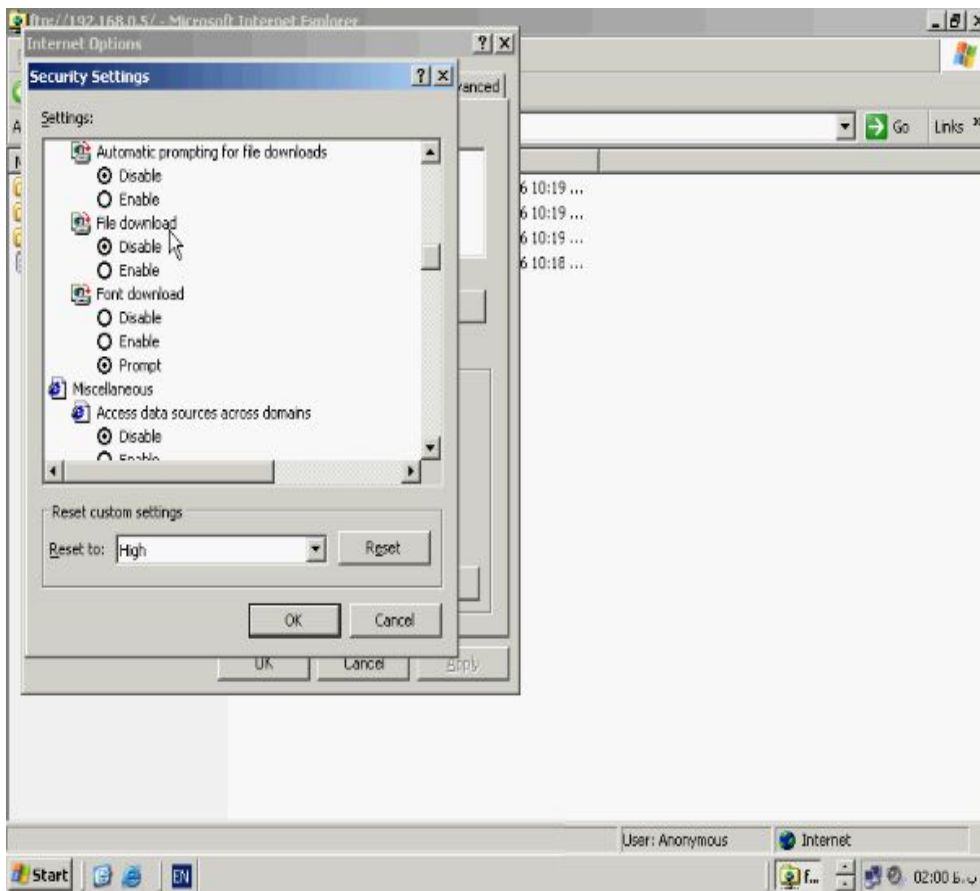 ftp://192.168.0.5/ - Microsoft Internet Explorer
Internet Options
Security Settings
vanced
Settings:
Go
Links
Automatic prompting for file downloads
Disable
Enable
File download
Disable
Enable
Font download
Disable
Enable
Prompt
Miscellaneous
Access data sources across domains
Disable
Enable
6 10:19 ...
6 10:19 ...
6 10:19 ...
6 10:18 ...
Reset custom settings
Reset to:
High
Reset
OK
Cancel
OK
Cancel
Apply
User: Anonymous
Internet
Start
EN
f...
02:00